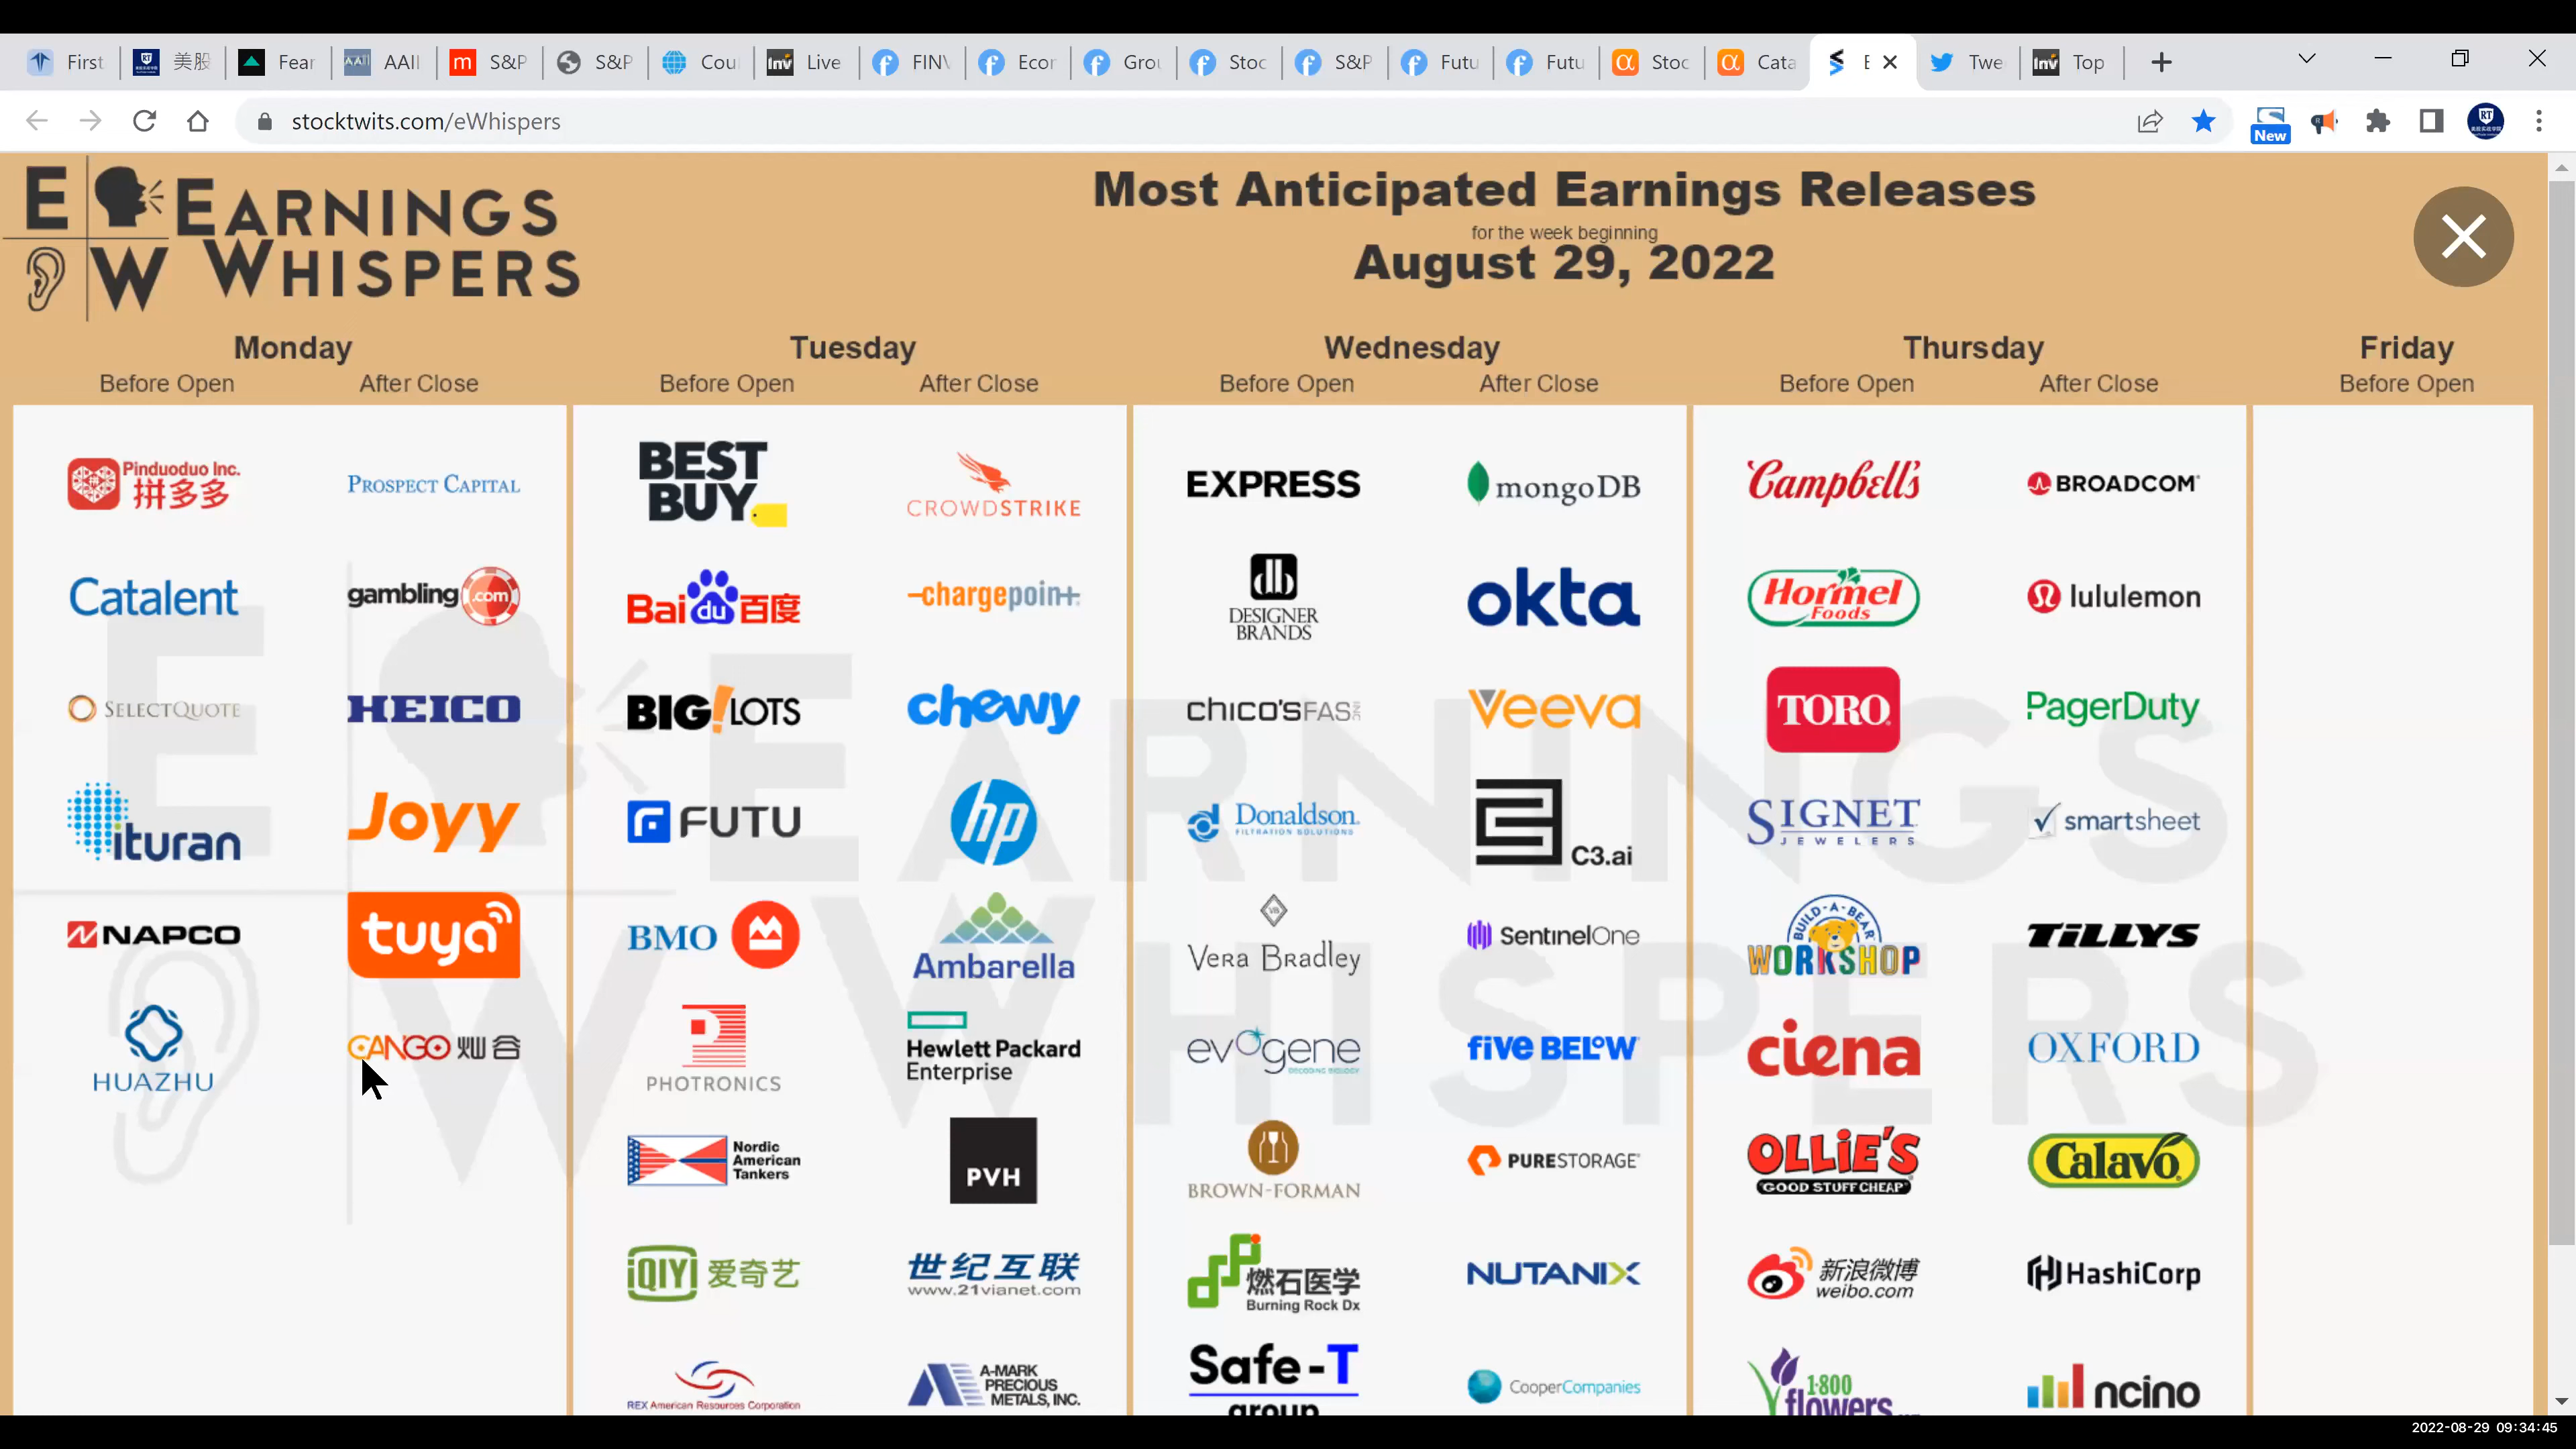 First
美股
Fear
AAII
S&P
S&P
Cou
Live
FINV
Ecor
Grou
Stoc
S&P
Futu
Futu
Stoc
Cata
E
Twe
Top
stocktwits.com/eWhispers
New
EARNINGS
WHISPERS
Most Anticipated Earnings Releases
for the week beginning
August 29, 2022
Monday
Tuesday
Wednesday
Thursday
Friday
Before Open
After Close
Before Open
After Close
Before Open
After Close
Before Open
After Close
Before Open
Pinduoduo Inc.
拼多多
PROSPECT CAPITAL
BEST
BUY
CROWDSTRIKE
EXPRESS
mongoDB
Campbell's
BROADCOM
Catalent
gambling.com
Baidu百度
chargepoint
DESIGNER
BRANDS
okta
Hormel
Foods
lululemon
SELECTQUOTE
HEICO
BIG!LOTS
chewy
CHICO'S FAS INC
Veeva
TORO
PagerDuty
ituran
Joyy
FUTU
hp
Donaldson
FILTRATION SOLUTIONS
C3.ai
SIGNET
JEWELERS
smartsheet
NAPCO
tuya
BMO
Ambarella
VERA BRADLEY
SentinelOne
BUILD-A-BEAR
WORKSHOP
TiLLYS
HUAZHU
CANGO 灿谷
PHOTRONICS
Hewlett Packard
Enterprise
evogene
DECODING BIOLOGY
five BELOW
ciena
OXFORD
Nordic
American
Tankers
PVH
BROWN-FORMAN
PURESTORAGE
OLLiE'S
GOOD STUFF CHEAP
Calavo
iQIYI 爱奇艺
世纪互联
www.21vianet.com
燃石医学
Burning Rock Dx
NUTANIX
新浪微博
weibo.com
HashiCorp
REX American Resources Corporation
A-MARK
PRECIOUS
METALS, INC.
Safe-T
group
CooperCompanies
1·800
flowers
ncino
2022-08-29 09:34:45